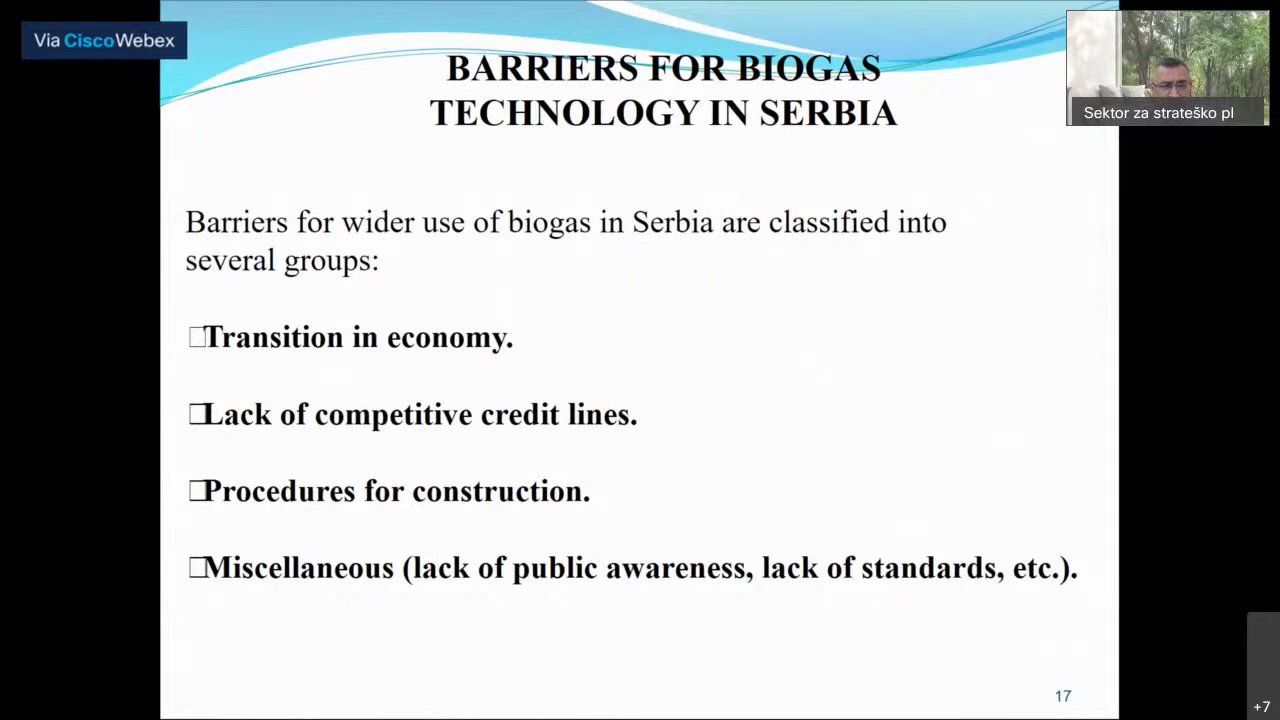 Via CiscoWebex
BARRIERS FOR BIOGAS
TECHNOLOGY IN SERBIA
Sektor za strateško pl
Barriers for wider use of biogas in Serbia are classified into
several groups:
□Transition in economy.
□Lack of competitive credit lines.
□Procedures for construction.
□Miscellaneous (lack of public awareness, lack of standards, etc.).
17
+7